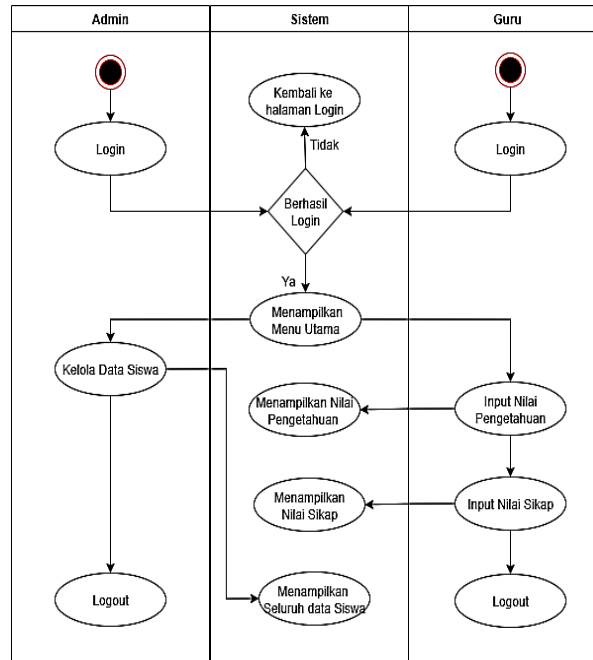 Admin
Sistem
Guru
Kembali ke
halaman Login
Login
Login
Tidak
Berhasil
Login
Ya
Menampilkan
Menu Utama
Kelola Data Siswa
Menampilkan Nilai
Pengetahuan
Input Nilai
Pengetahuan
Menampilkan
Nilai Sikap
Input Nilai Sikap
Logout
Menampilkan
Seluruh data Siswa
Logout